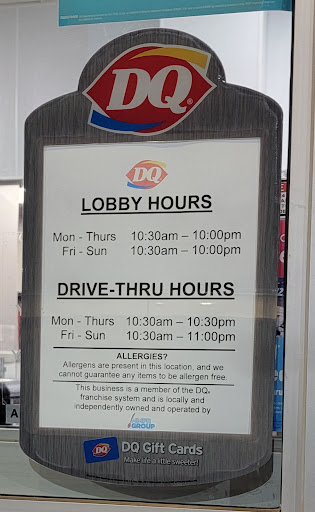 DQ®
DQ
LOBBY HOURS
Mon - Thurs 10:30am – 10:00pm
Fri - Sun 10:30am – 10:00pm
DRIVE-THRU HOURS
Mon - Thurs 10:30am – 10:30pm
Fri - Sun 10:30am – 11:00pm
ALLERGIES?
Allergens are present in this location, and we
cannot guarantee any items to be allergen free.
This business is a member of the DQ®
franchise system and is locally and
independently owned and operated by
GROUP
DQ DQ Gift Cards
Make life a little sweeter!